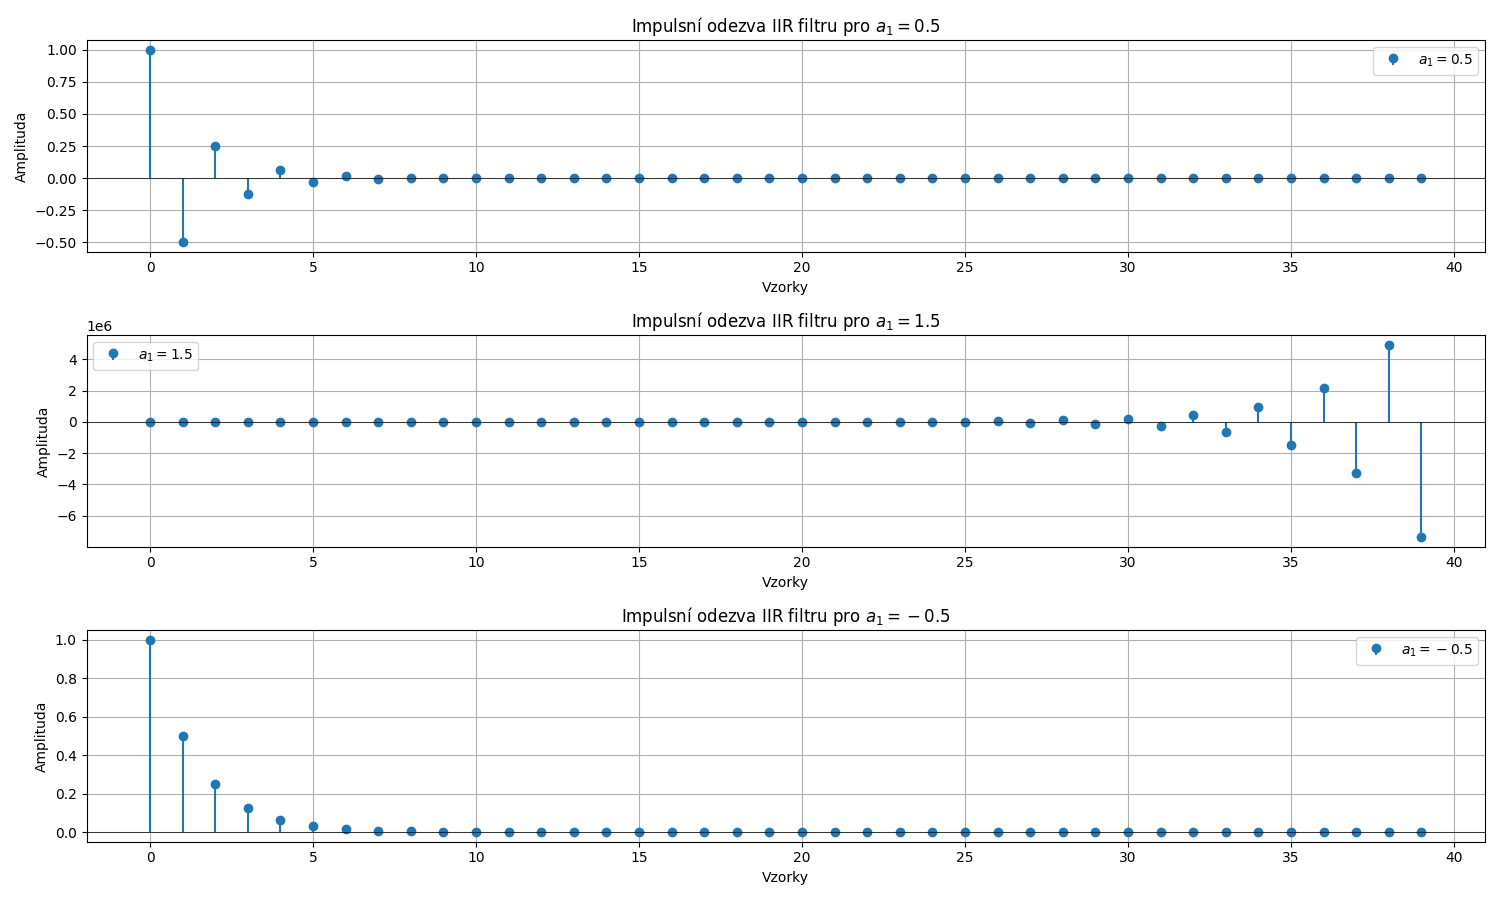 Impulsní odezva IIR filtru pro a₁ = 0.5
1.00
0.75
0.50
0.25
0.00
−0.25
−0.50
Amplituda
a₁ = 0.5
0 5 10 15 20 25 30 35 40
Vzorky
Impulsní odezva IIR filtru pro a₁ = 1.5
1e6
4
2
0
−2
−4
−6
Amplituda
a₁ = 1.5
0 5 10 15 20 25 30 35 40
Vzorky
Impulsní odezva IIR filtru pro a₁ = − 0.5
1.0
0.8
0.6
0.4
0.2
0.0
Amplituda
a₁ = − 0.5
0 5 10 15 20 25 30 35 40
Vzorky